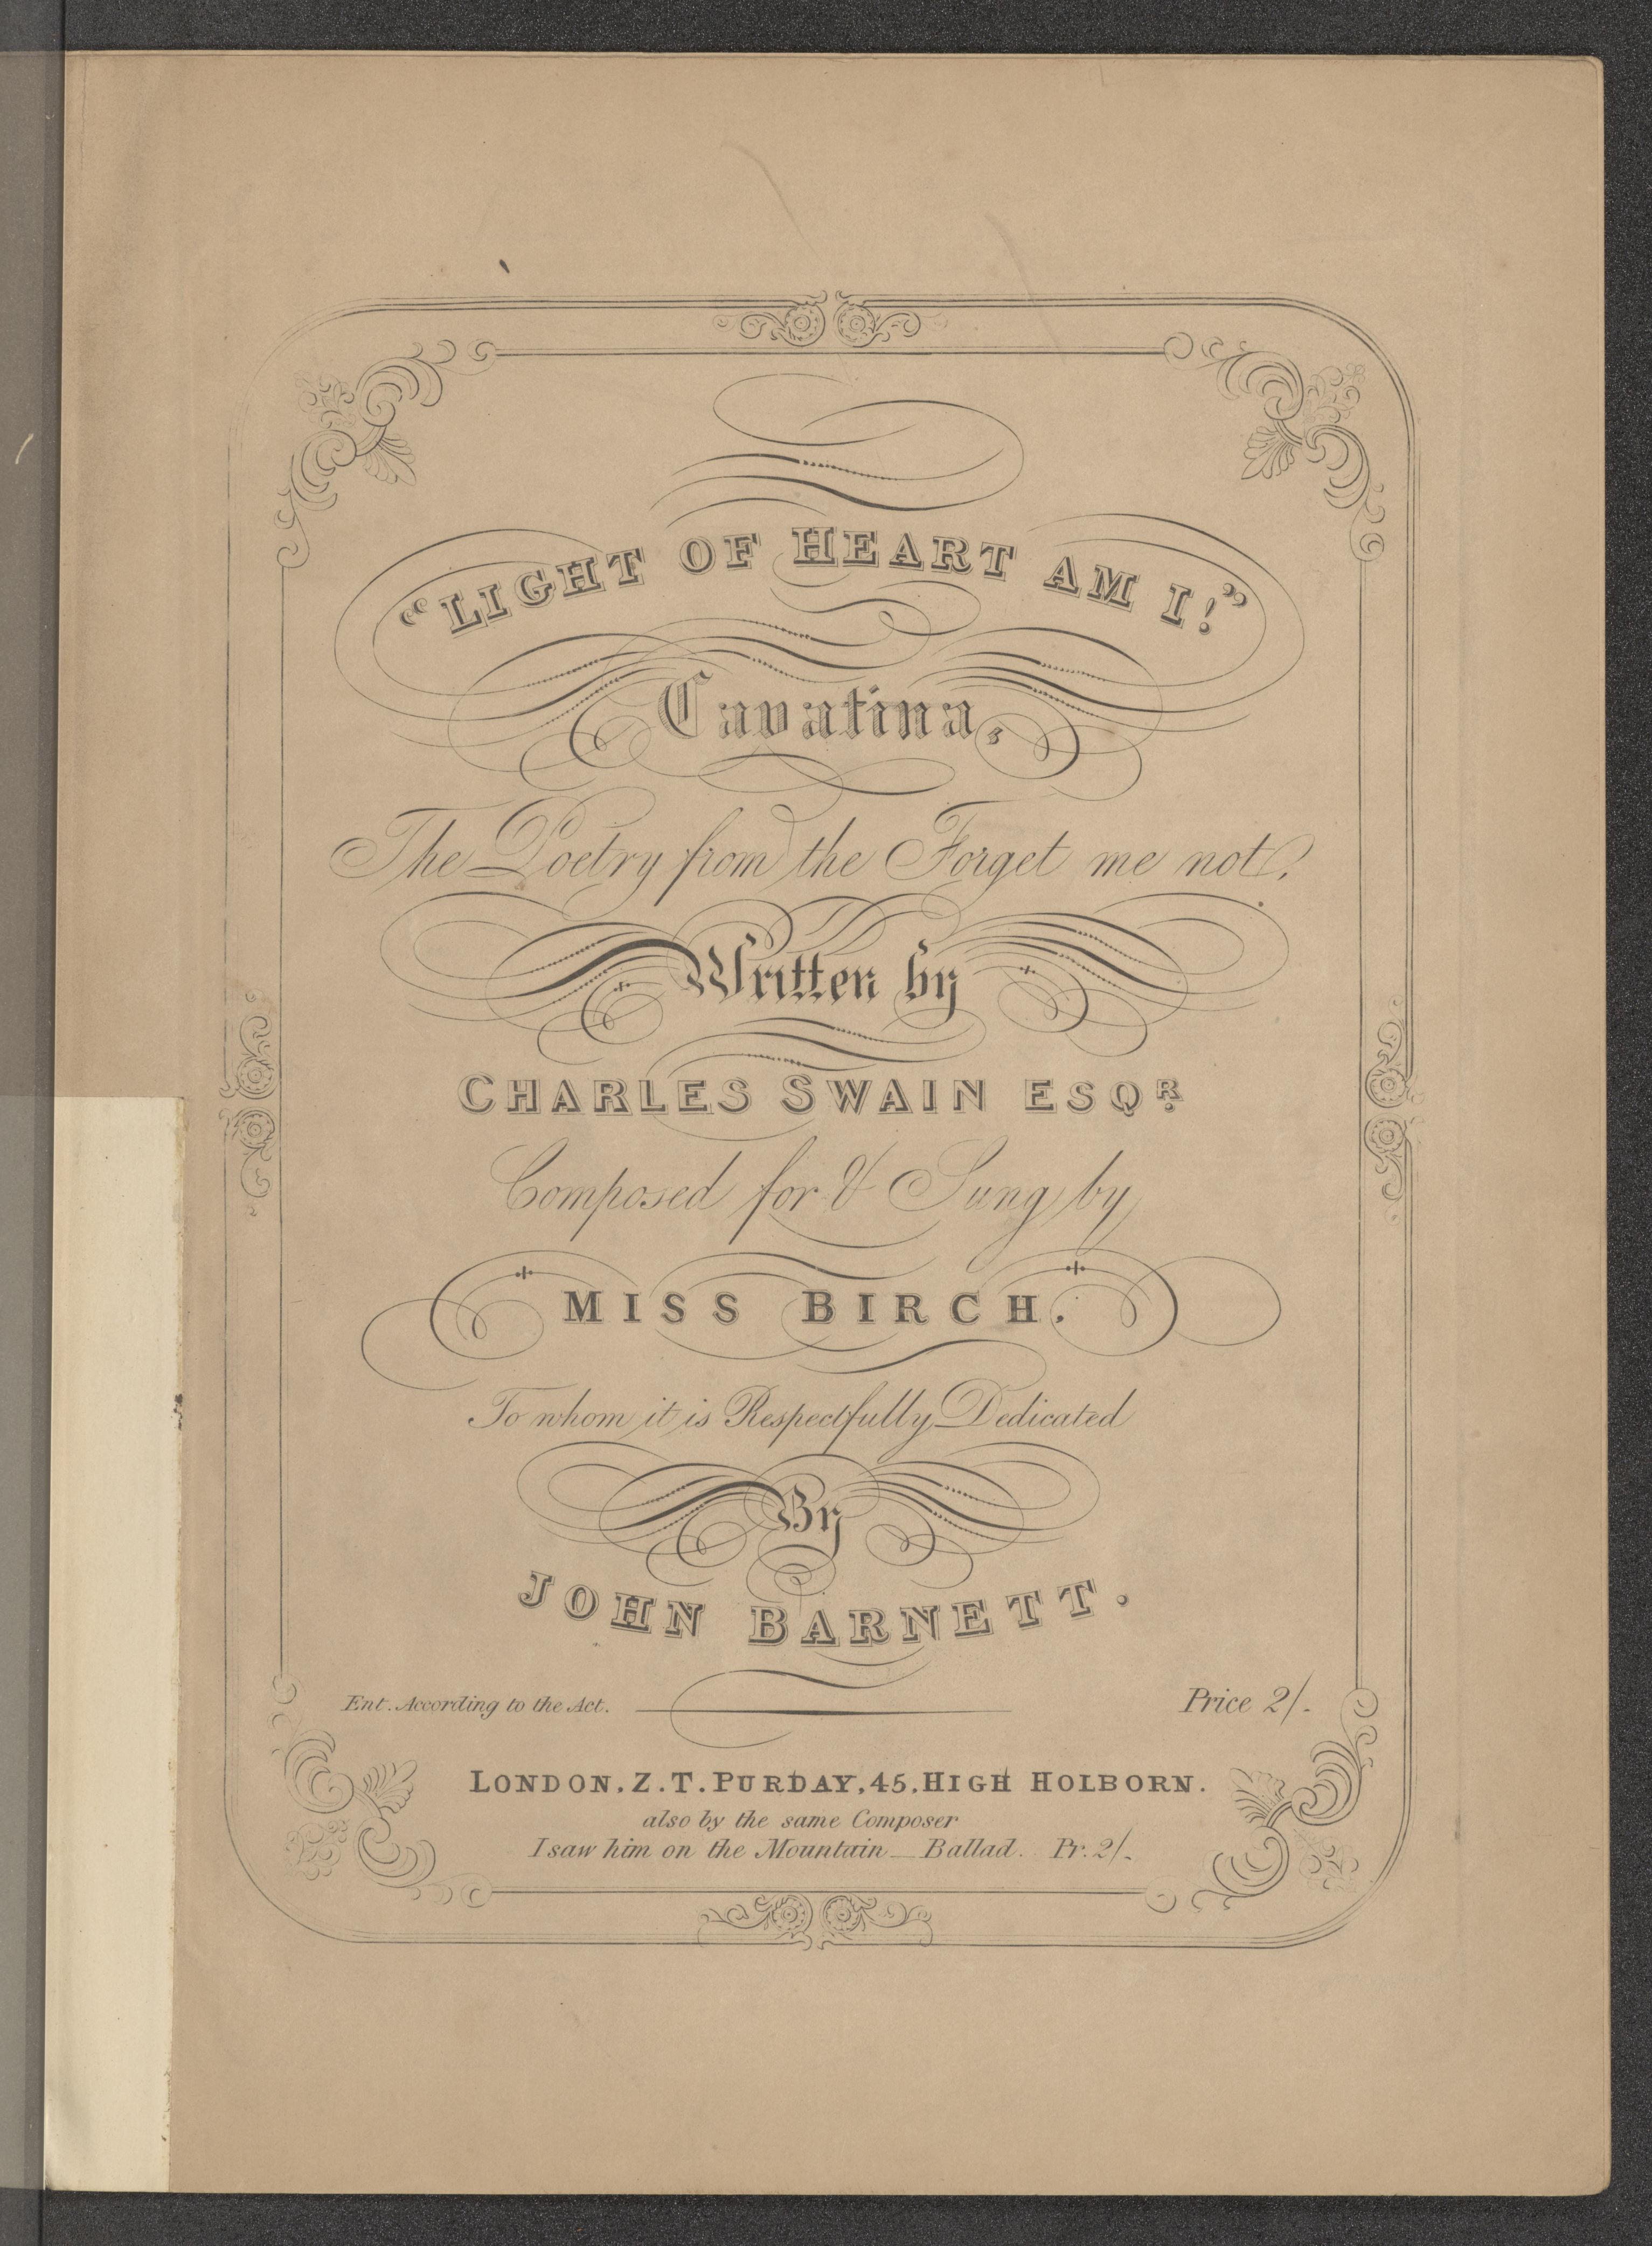 “LIGHT OF HEART AM I!”
Cavatina,
The Poetry from the Forget me not,
Written by
CHARLES SWAIN ESQR.
Composed for & Sung by
MISS BIRCH.
To whom it is Respectfully Dedicated
By
JOHN BARNETT.
Ent. According to the Act. Price 2/-
LONDON, Z. T. PURDAY, 45, HIGH HOLBORN.
also by the same Composer
I saw him on the Mountain — Ballad. Pr. 2/-